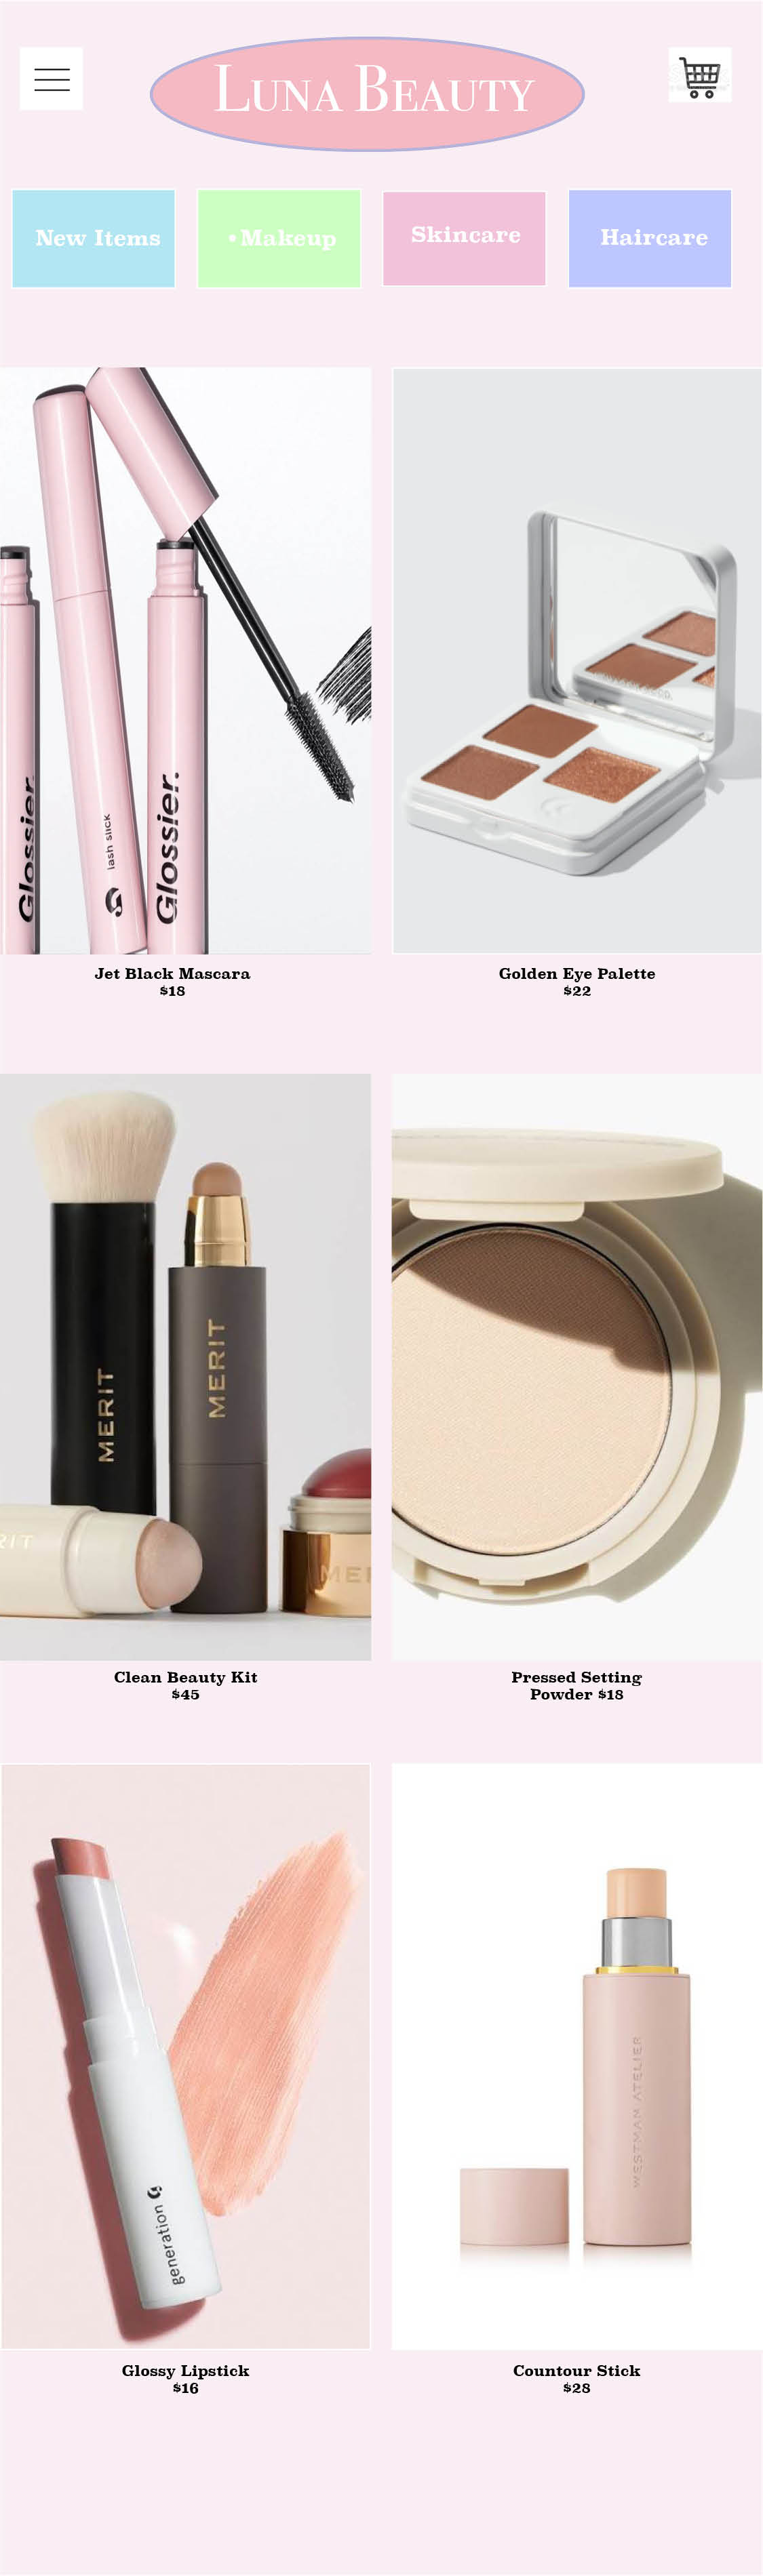 LUNA BEAUTY
New Items
•Makeup
Skincare
Haircare
Glossier.
lash slick
Glossier.
Jet Black Mascara
$18
Golden Eye Palette
$22
MERIT
MERIT
RIT
MER
Clean Beauty Kit
$45
Pressed Setting
Powder $18
generation G
WESTMAN ATELIER
Glossy Lipstick
$16
Countour Stick
$28